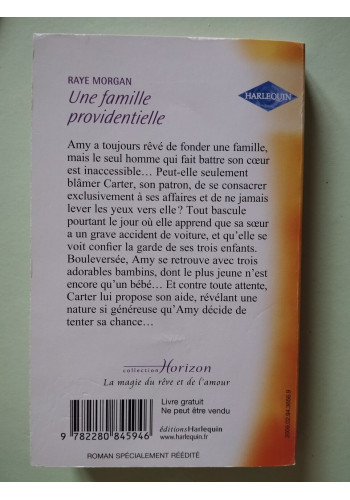 RAYE MORGAN
Une famille
providentielle
HARLEQUIN
Amy a toujours rêvé de fonder une famille,
mais le seul homme qui fait battre son cœur
est inaccessible… Peut-elle seulement
blâmer Carter, son patron, de se consacrer
exclusivement à ses affaires et de ne jamais
lever les yeux vers elle ? Tout bascule
pourtant le jour où elle apprend que sa sœur
a un grave accident de voiture, et qu'elle se
voit confier la garde de ses trois enfants.
Bouleversée, Amy se retrouve avec trois
adorables bambins, dont le plus jeune n'est
encore qu'un bébé… Et contre toute attente,
Carter lui propose son aide, révélant une
nature si généreuse qu'Amy décide de
tenter sa chance…
collection Horizon
La magie du rêve et de l'amour
Livre gratuit
Ne peut être vendu
éditionsHarlequin
www.harlequin.fr
9 782280 845946
ROMAN SPÉCIALEMENT RÉÉDITÉ